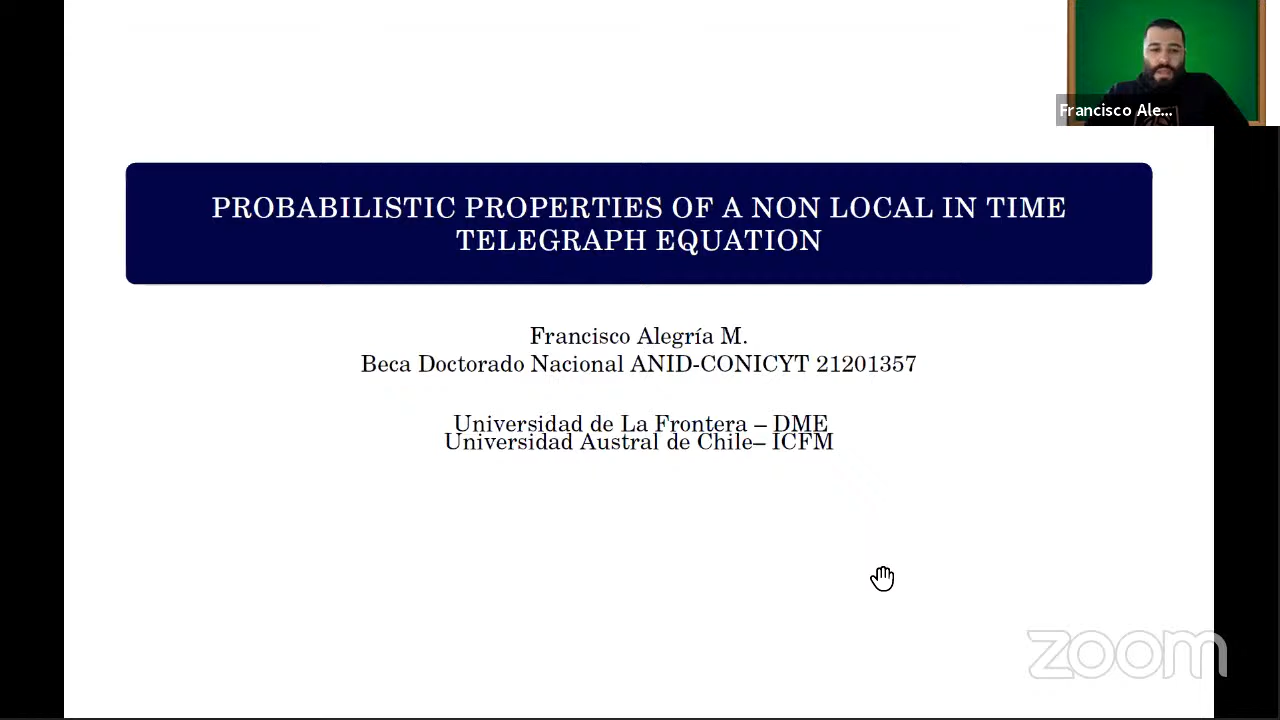 Francisco Ale...
PROBABILISTIC PROPERTIES OF A NON LOCAL IN TIME
TELEGRAPH EQUATION
Francisco Alegría M.
Beca Doctorado Nacional ANID-CONICYT 21201357
Universidad de La Frontera – DME
Universidad Austral de Chile– ICFM
zoom